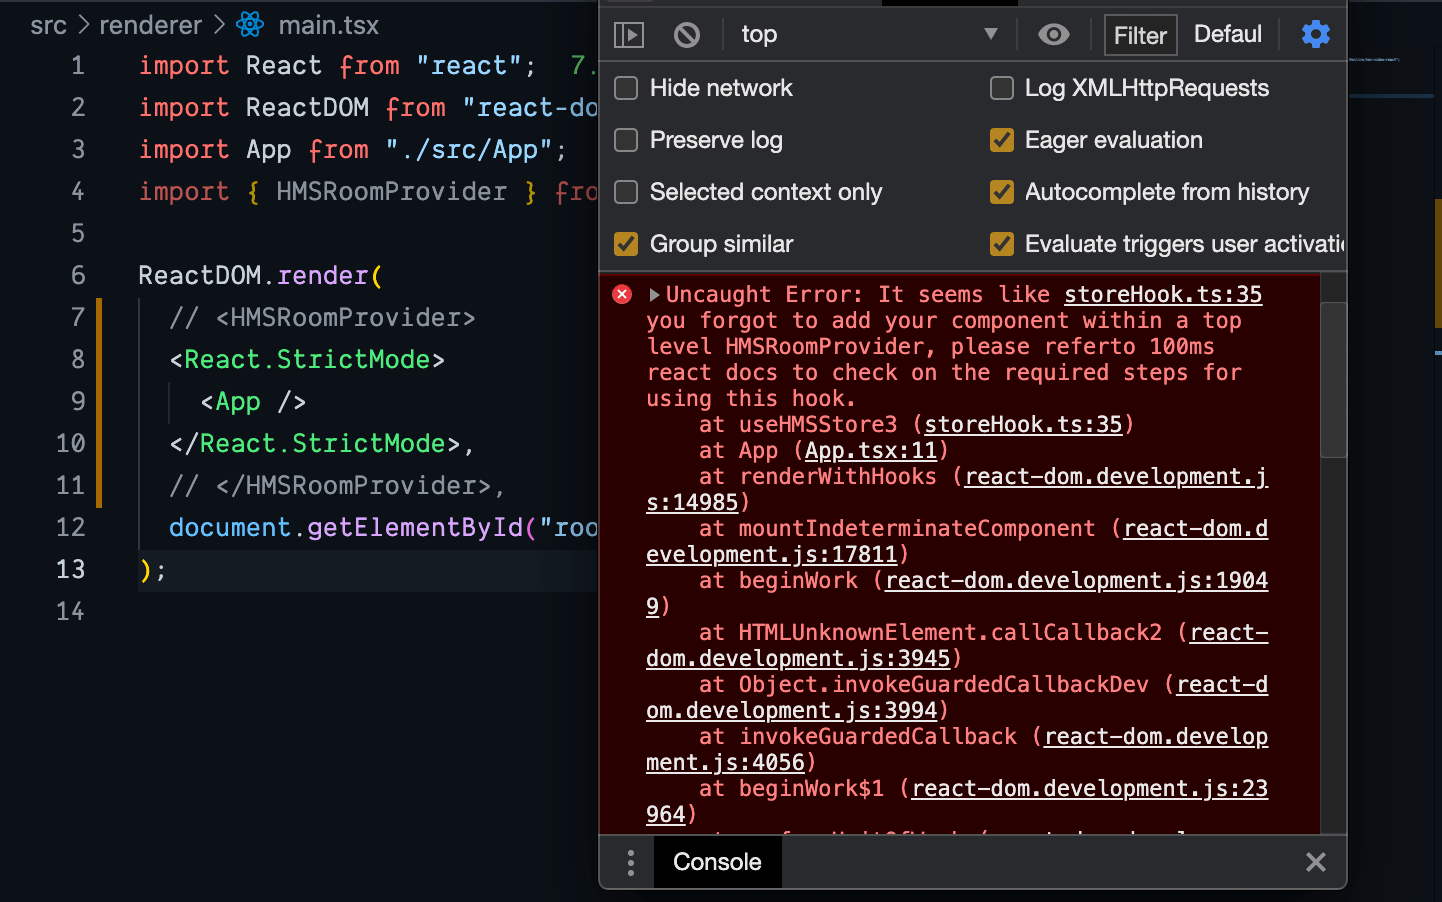 src > renderer > main.tsx
1 import React from "react"; 7.
2 import ReactDOM from "react-do
3 import App from "./src/App";
4 import { HMSRoomProvider } fro
5
6 ReactDOM.render(
7 // <HMSRoomProvider>
8 <React.StrictMode>
9 <App />
10 </React.StrictMode>,
11 // </HMSRoomProvider>,
12 document.getElementById("roo
13 );
14
top
Filter
Defaul
Hide network
Log XMLHttpRequests
Preserve log
Eager evaluation
Selected context only
Autocomplete from history
Group similar
Evaluate triggers user activati
Uncaught Error: It seems like storeHook.ts:35
you forgot to add your component within a top
level HMSRoomProvider, please referto 100ms
react docs to check on the required steps for
using this hook.
at useHMSStore3 (storeHook.ts:35)
at App (App.tsx:11)
at renderWithHooks (react-dom.development.j
s:14985)
at mountIndeterminateComponent (react-dom.d
evelopment.js:17811)
at beginWork (react-dom.development.js:1904
9)
at HTMLUnknownElement.callCallback2 (react-
dom.development.js:3945)
at Object.invokeGuardedCallbackDev (react-d
om.development.js:3994)
at invokeGuardedCallback (react-dom.develop
ment.js:4056)
at beginWork$1 (react-dom.development.js:23
964)
Console